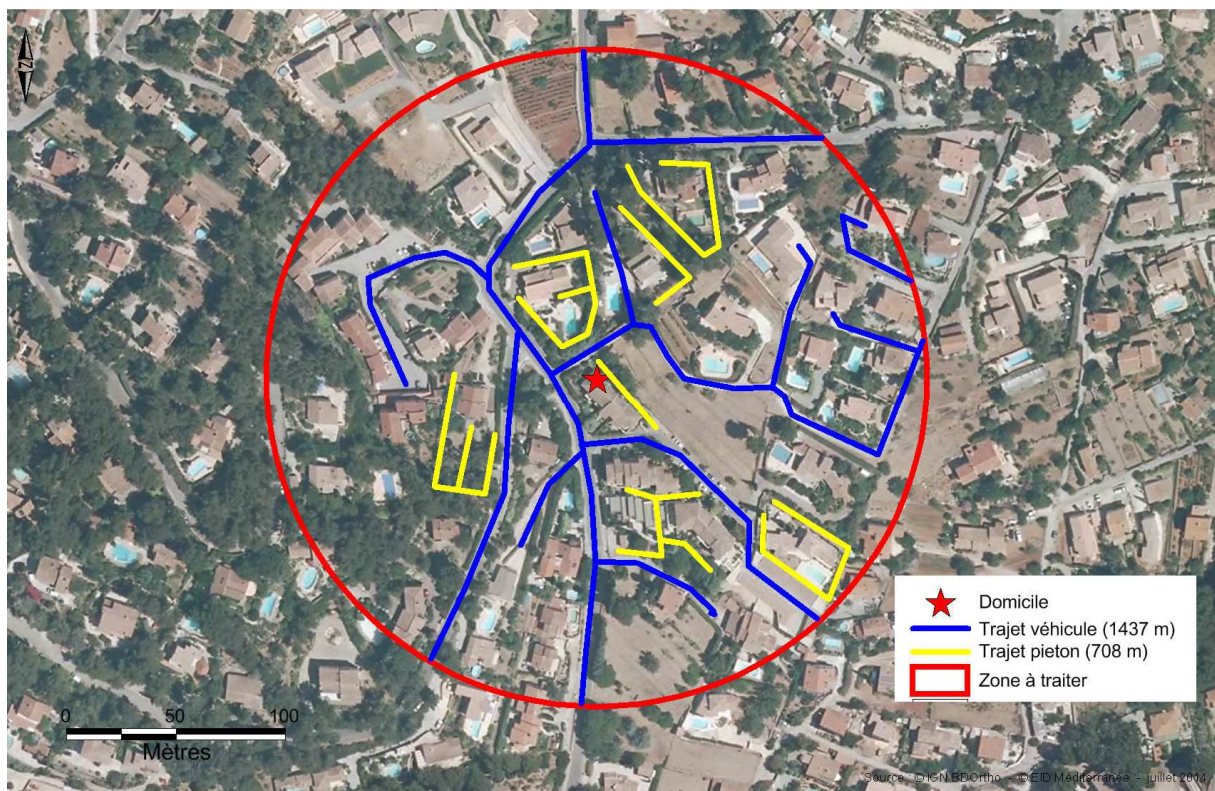 N
Domicile
Trajet véhicule (1437 m)
Trajet pieton (708 m)
Zone à traiter
0 50 100
Mètres
Source : © IGN BDOrtho - © EID Méditerranée - juillet 2014